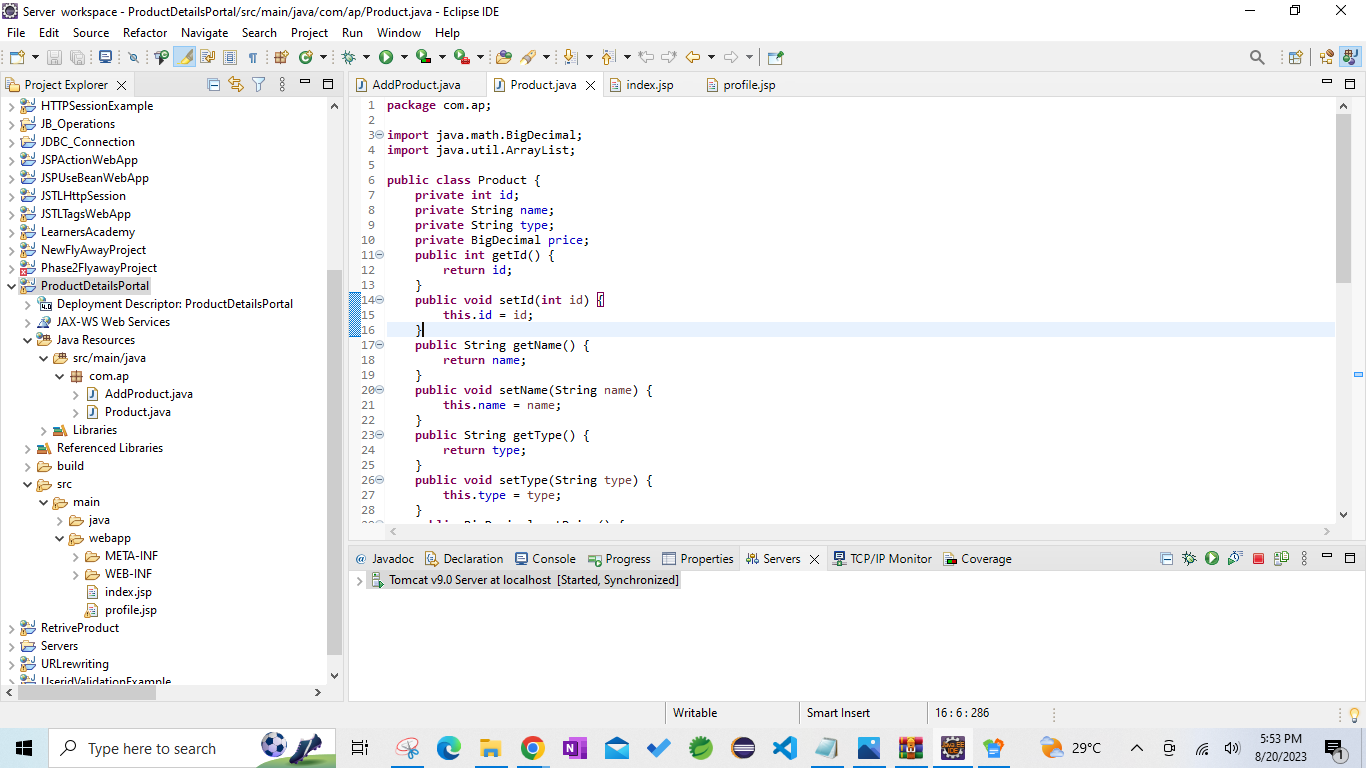 Server workspace - ProductDetailsPortal/src/main/java/com/ap/Product.java - Eclipse IDE
File Edit Source Refactor Navigate Search Project Run Window Help
Project Explorer
HTTPSessionExample
JB_Operations
JDBC_Connection
JSPActionWebApp
JSPUseBeanWebApp
JSTLHttpSession
JSTLTagsWebApp
LearnersAcademy
NewFlyAwayProject
Phase2FlyawayProject
ProductDetailsPortal
Deployment Descriptor: ProductDetailsPortal
JAX-WS Web Services
Java Resources
src/main/java
com.ap
AddProduct.java
Product.java
Libraries
Referenced Libraries
build
src
main
java
webapp
META-INF
WEB-INF
index.jsp
profile.jsp
RetriveProduct
Servers
URLrewriting
UseridValidationExample
AddProduct.java Product.java index.jsp profile.jsp
1 package com.ap;
2
3 import java.math.BigDecimal;
4 import java.util.ArrayList;
5
6 public class Product {
7 private int id;
8 private String name;
9 private String type;
10 private BigDecimal price;
11 public int getId() {
12 return id;
13 }
14 public void setId(int id) {
15 this.id = id;
16 }
17 public String getName() {
18 return name;
19 }
20 public void setName(String name) {
21 this.name = name;
22 }
23 public String getType() {
24 return type;
25 }
26 public void setType(String type) {
27 this.type = type;
28 }
Javadoc Declaration Console Progress Properties Servers TCP/IP Monitor Coverage
Tomcat v9.0 Server at localhost [Started, Synchronized]
Writable Smart Insert 16 : 6 : 286
Type here to search 29°C 5:53 PM
8/20/2023 1